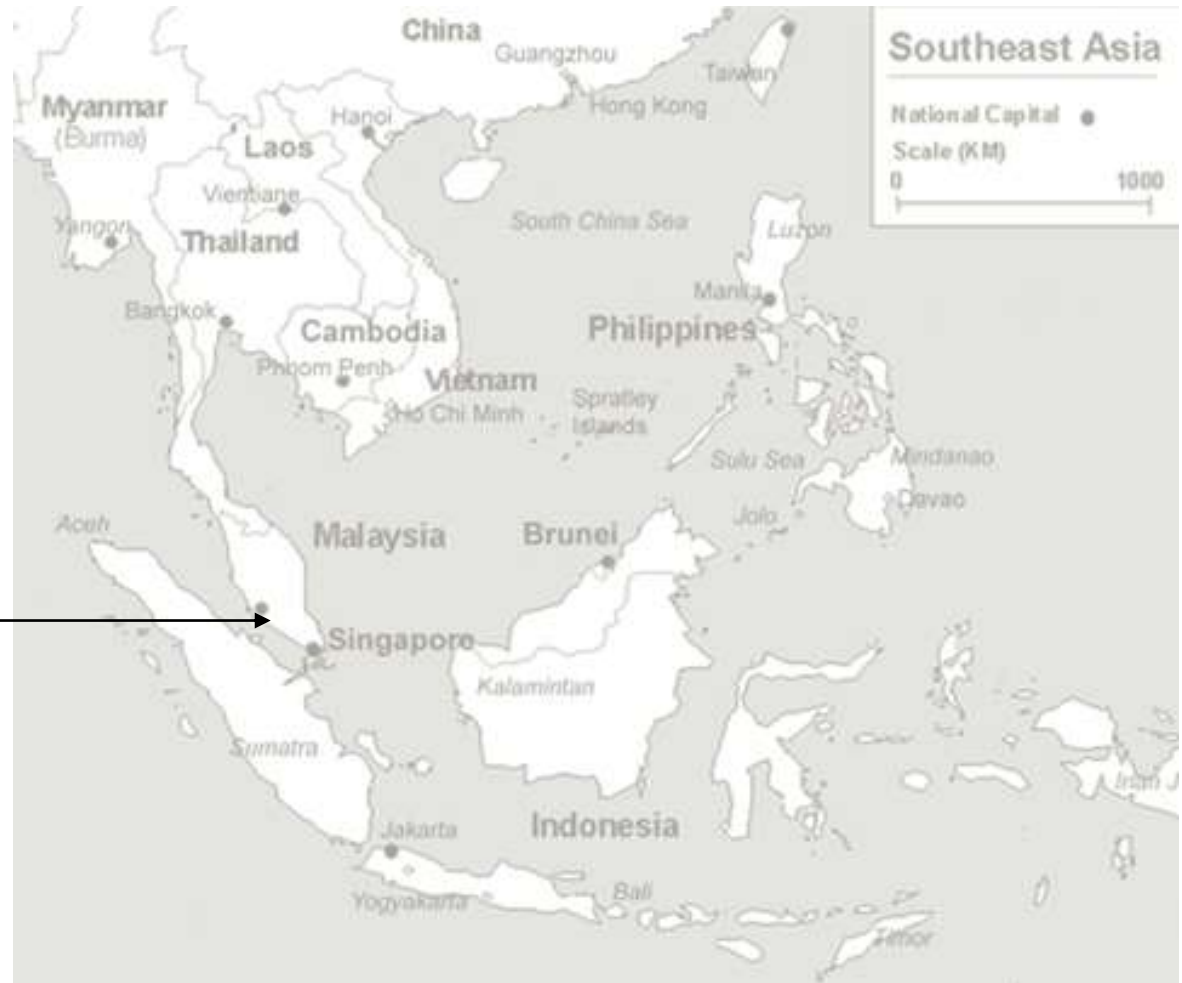 China
Guangzhou
Taiwan
Hong Kong
Southeast Asia
National Capital
Scale (KM)
0 1000
Myanmar
(Burma)
Hanoi
Laos
Vientiane
Yangon
Thailand
South China Sea
Luzon
Manila
Bangkok
Cambodia
Philippines
Phnom Penh
Vietnam
Ho Chi Minh
Spratley
Islands
Sulu Sea
Mindanao
Davao
Jolo
Aceh
Malaysia
Brunei
Singapore
Kalamintan
Sumatra
Irian J
Indonesia
Jakarta
Yogyakarta
Bali
Timor